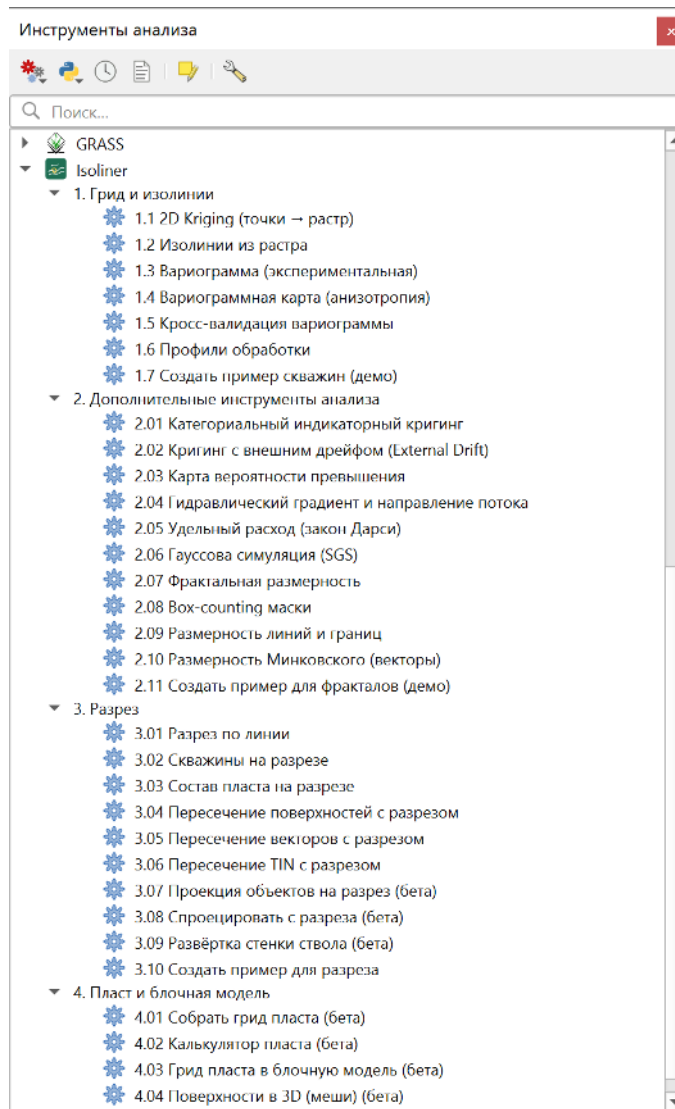 Инструменты анализа
Поиск...
GRASS
Isoliner
1. Грид и изолинии
1.1 2D Kriging (точки → растр)
1.2 Изолинии из растра
1.3 Вариограмма (экспериментальная)
1.4 Вариограммная карта (анизотропия)
1.5 Кросс-валидация вариограммы
1.6 Профили обработки
1.7 Создать пример скважин (демо)
2. Дополнительные инструменты анализа
2.01 Категориальный индикаторный кригинг
2.02 Кригинг с внешним дрейфом (External Drift)
2.03 Карта вероятности превышения
2.04 Гидравлический градиент и направление потока
2.05 Удельный расход (закон Дарси)
2.06 Гауссова симуляция (SGS)
2.07 Фрактальная размерность
2.08 Box-counting маски
2.09 Размерность линий и границ
2.10 Размерность Минковского (векторы)
2.11 Создать пример для фракталов (демо)
3. Разрез
3.01 Разрез по линии
3.02 Скважины на разрезе
3.03 Состав пласта на разрезе
3.04 Пересечение поверхностей с разрезом
3.05 Пересечение векторов с разрезом
3.06 Пересечение TIN с разрезом
3.07 Проекция объектов на разрез (бета)
3.08 Спроецировать с разреза (бета)
3.09 Развёртка стенки ствола (бета)
3.10 Создать пример для разреза
4. Пласт и блочная модель
4.01 Собрать грид пласта (бета)
4.02 Калькулятор пласта (бета)
4.03 Грид пласта в блочную модель (бета)
4.04 Поверхности в 3D (меши) (бета)